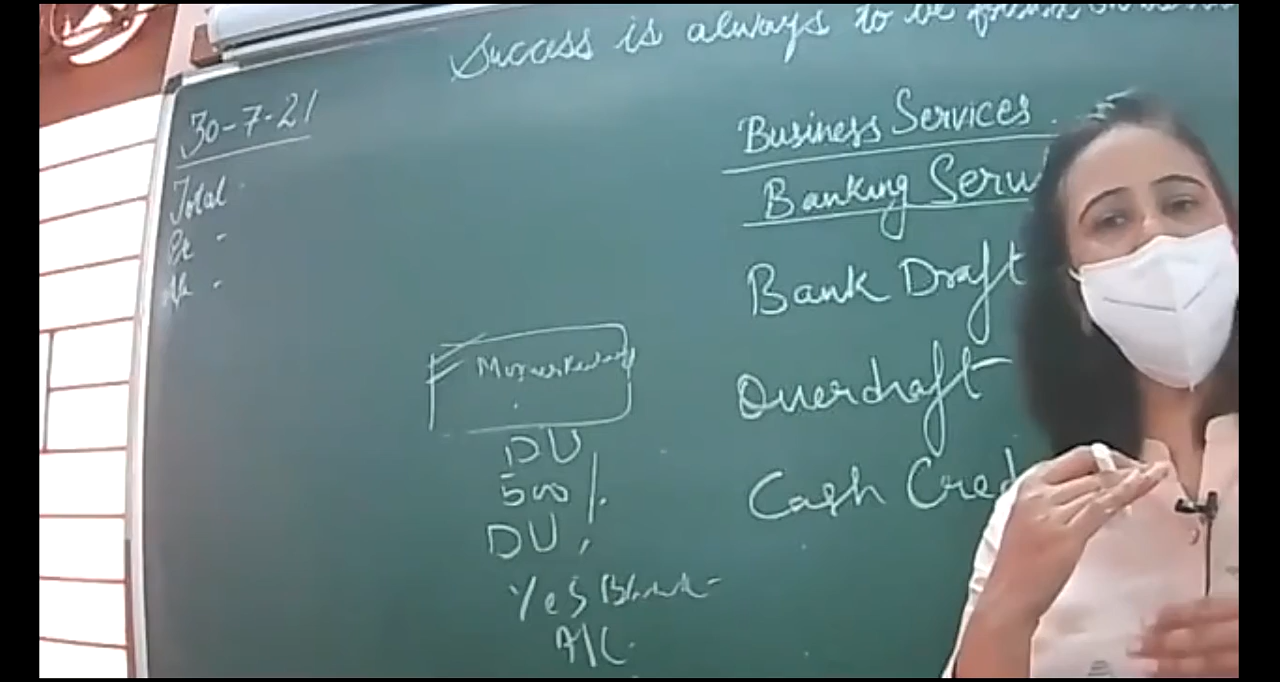 Success is always to be
30-7-21
Total -
Business Services
Banking Serv
Bank Draft
Overdraft
Cash Cred
DU
500/.
DU,
Yes Bank -
A/C.